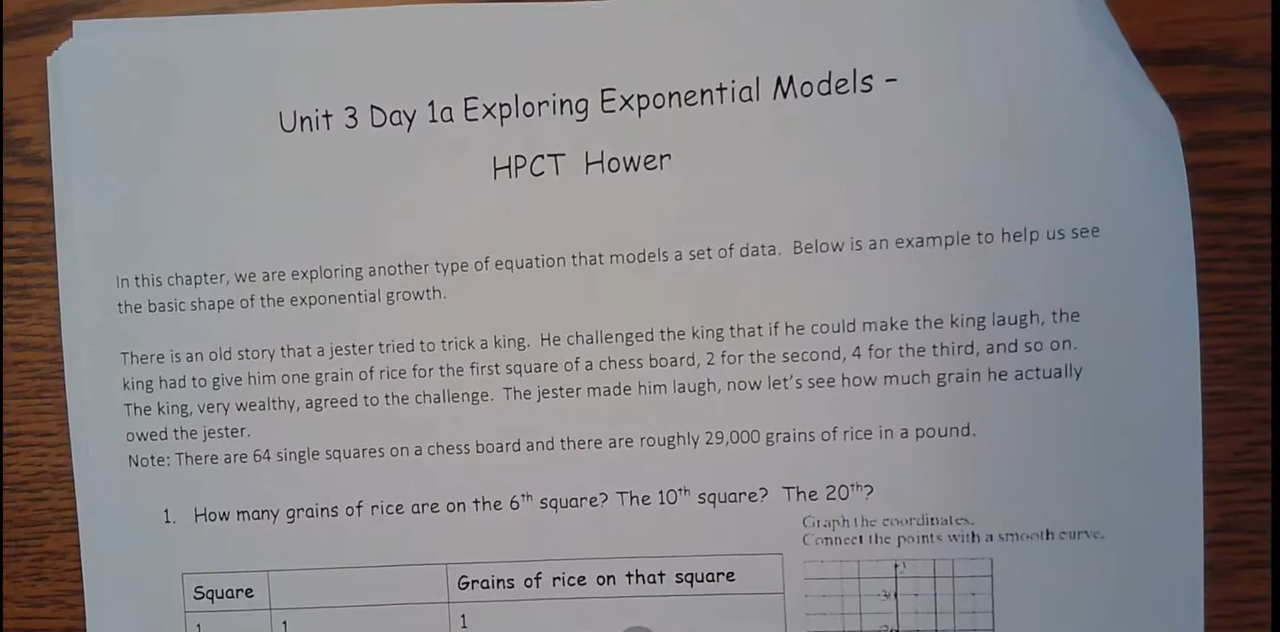 Unit 3 Day 1a Exploring Exponential Models -
HPCT Hower
In this chapter, we are exploring another type of equation that models a set of data. Below is an example to help us see
the basic shape of the exponential growth.
There is an old story that a jester tried to trick a king. He challenged the king that if he could make the king laugh, the
king had to give him one grain of rice for the first square of a chess board, 2 for the second, 4 for the third, and so on.
The king, very wealthy, agreed to the challenge. The jester made him laugh, now let's see how much grain he actually
owed the jester.
Note: There are 64 single squares on a chess board and there are roughly 29,000 grains of rice in a pound.
1. How many grains of rice are on the 6th square? The 10th square? The 20th?
Graph the coordinates.
Connect the points with a smooth curve.
Square Grains of rice on that square
1 1 1